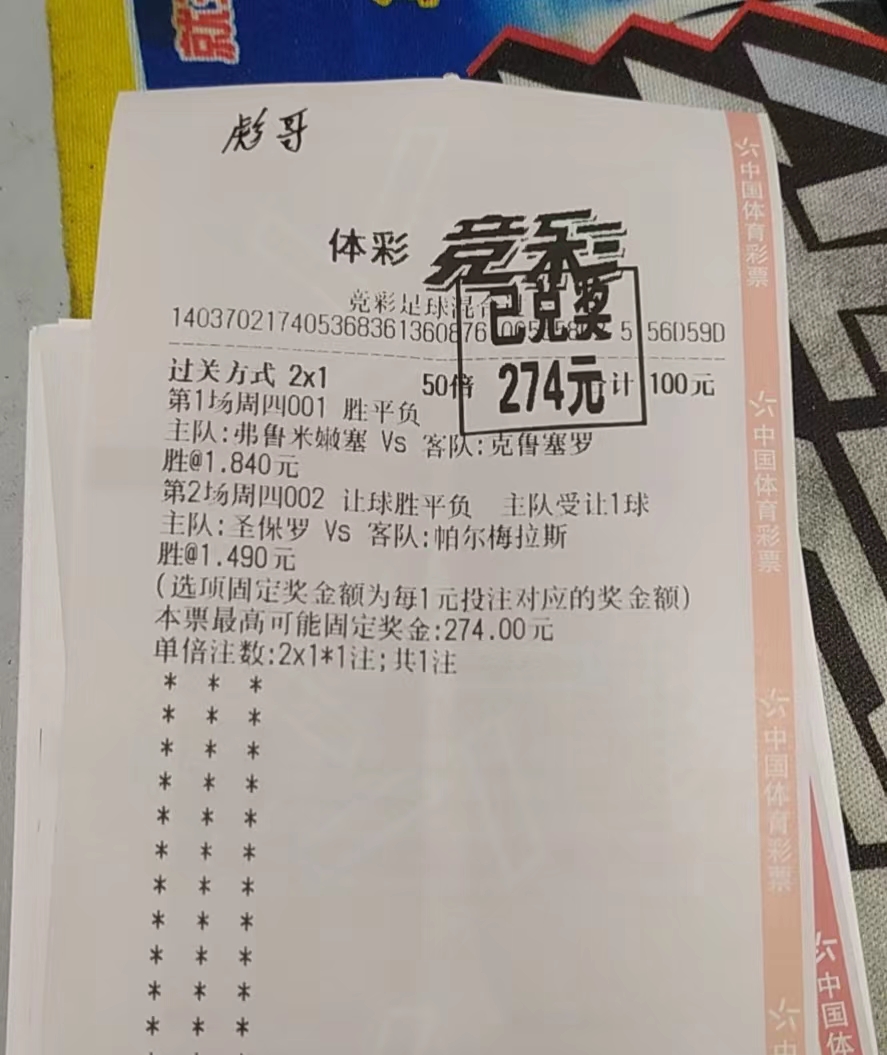 彪哥
体彩 竞彩
竞彩足球混合过
已兑奖
274元
过关方式 2x1 50倍 合计 100元
第1场周四001 胜平负
主队:弗鲁米嫩塞 Vs 客队:克鲁塞罗
胜@1.840元
第2场周四002 让球胜平负 主队受让1球
主队:圣保罗 Vs 客队:帕尔梅拉斯
胜@1.490元
(选项固定奖金额为每1元投注对应的奖金额)
本票最高可能固定奖金:274.00元
单倍注数:2x1*1注;共1注
* * *
* * *
* * *
* * *
* * *
* * *
* * *
* * *
* * *
* * *
* * *
中国体育彩票
中国体育彩票
中国体育彩票
中
中国体